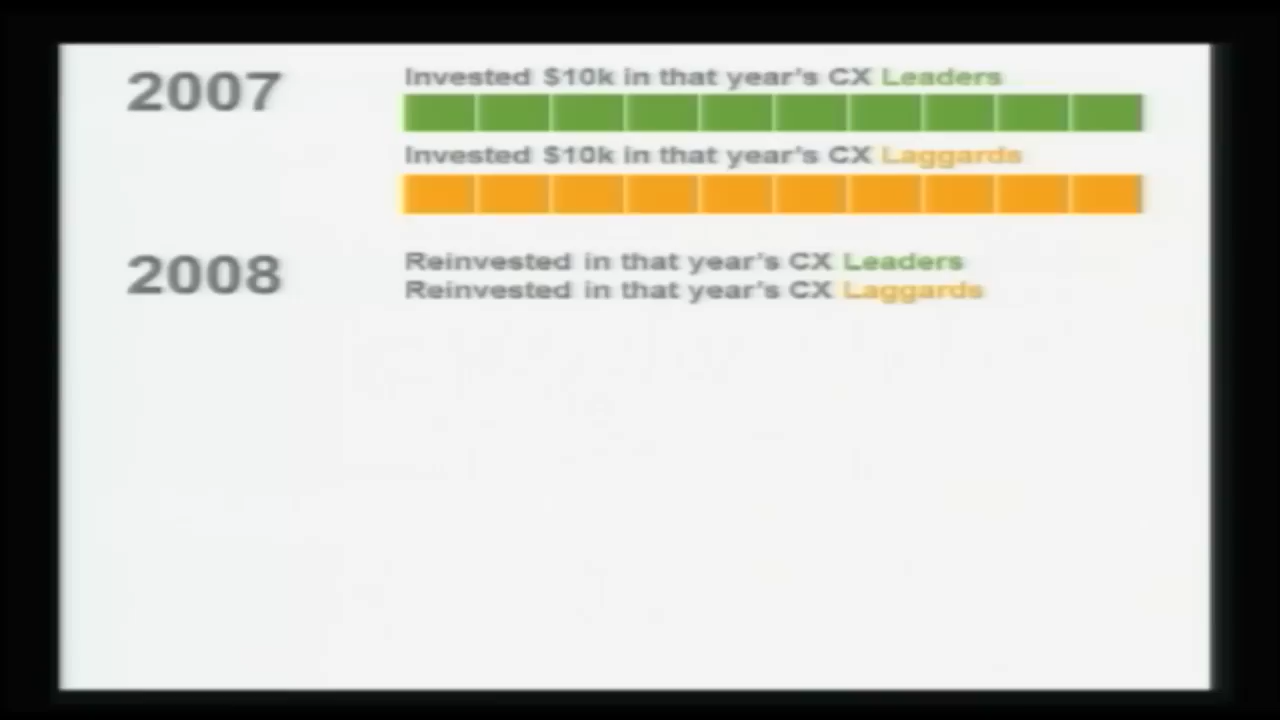 2007
Invested $10k in that year's CX Leaders
Invested $10k in that year's CX Laggards
2008
Reinvested in that year's CX Leaders
Reinvested in that year's CX Laggards